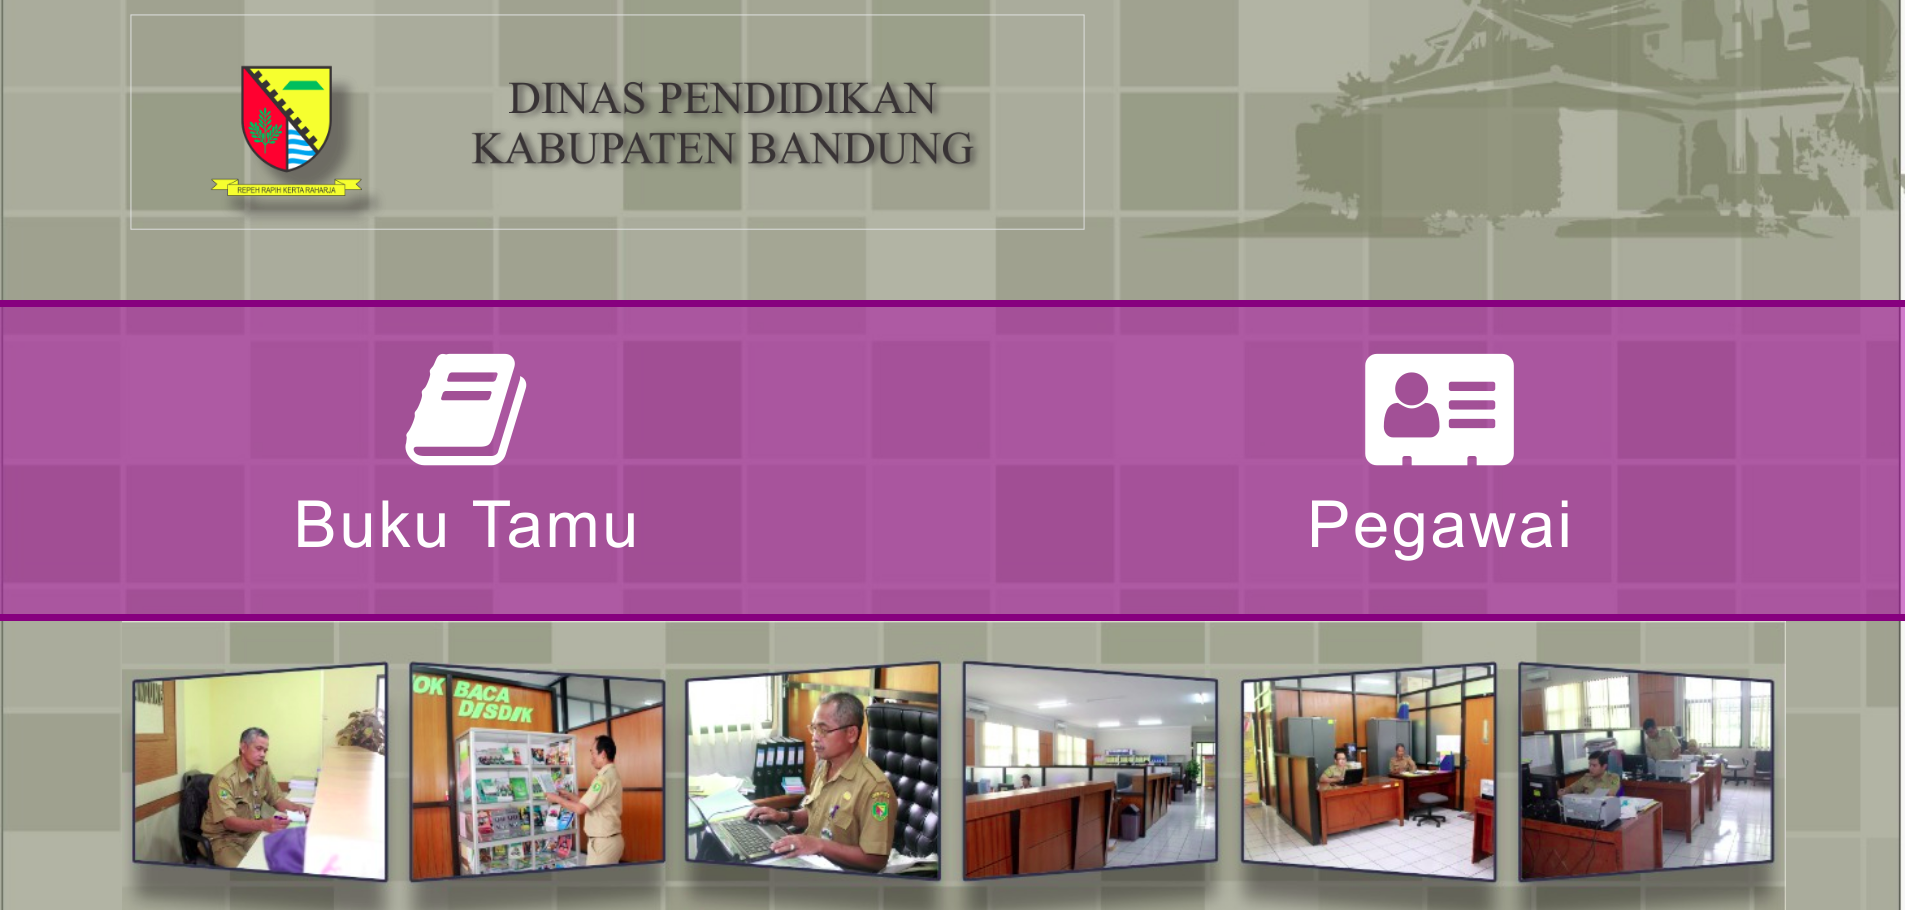 DINAS PENDIDIKAN
KABUPATEN BANDUNG
REPEH RAPIH KERTA RAHARJA
Buku Tamu
Pegawai
OK BACA
DISDIK